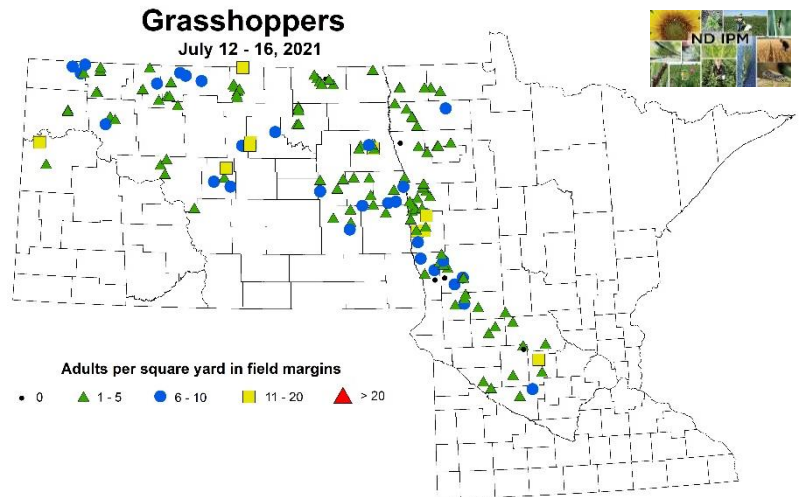 Grasshoppers
July 12 - 16, 2021
ND IPM
Adults per square yard in field margins
0 1 - 5 6 - 10 11 - 20 > 20